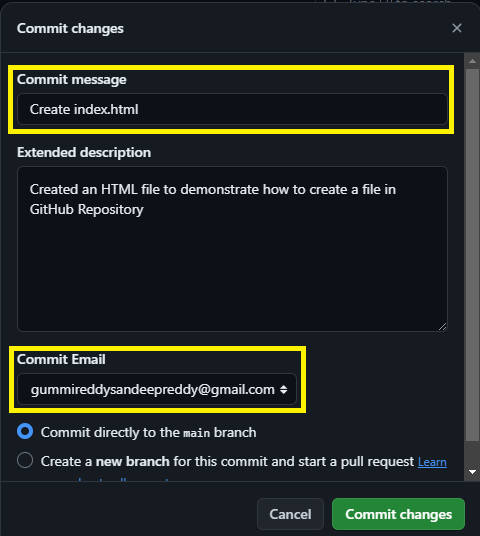 Commit changes
Commit message
Create index.html
Extended description
Created an HTML file to demonstrate how to create a file in
GitHub Repository
Commit Email
gummireddysandeepreddy@gmail.com
Commit directly to the main branch
Create a new branch for this commit and start a pull request Learn
Cancel
Commit changes